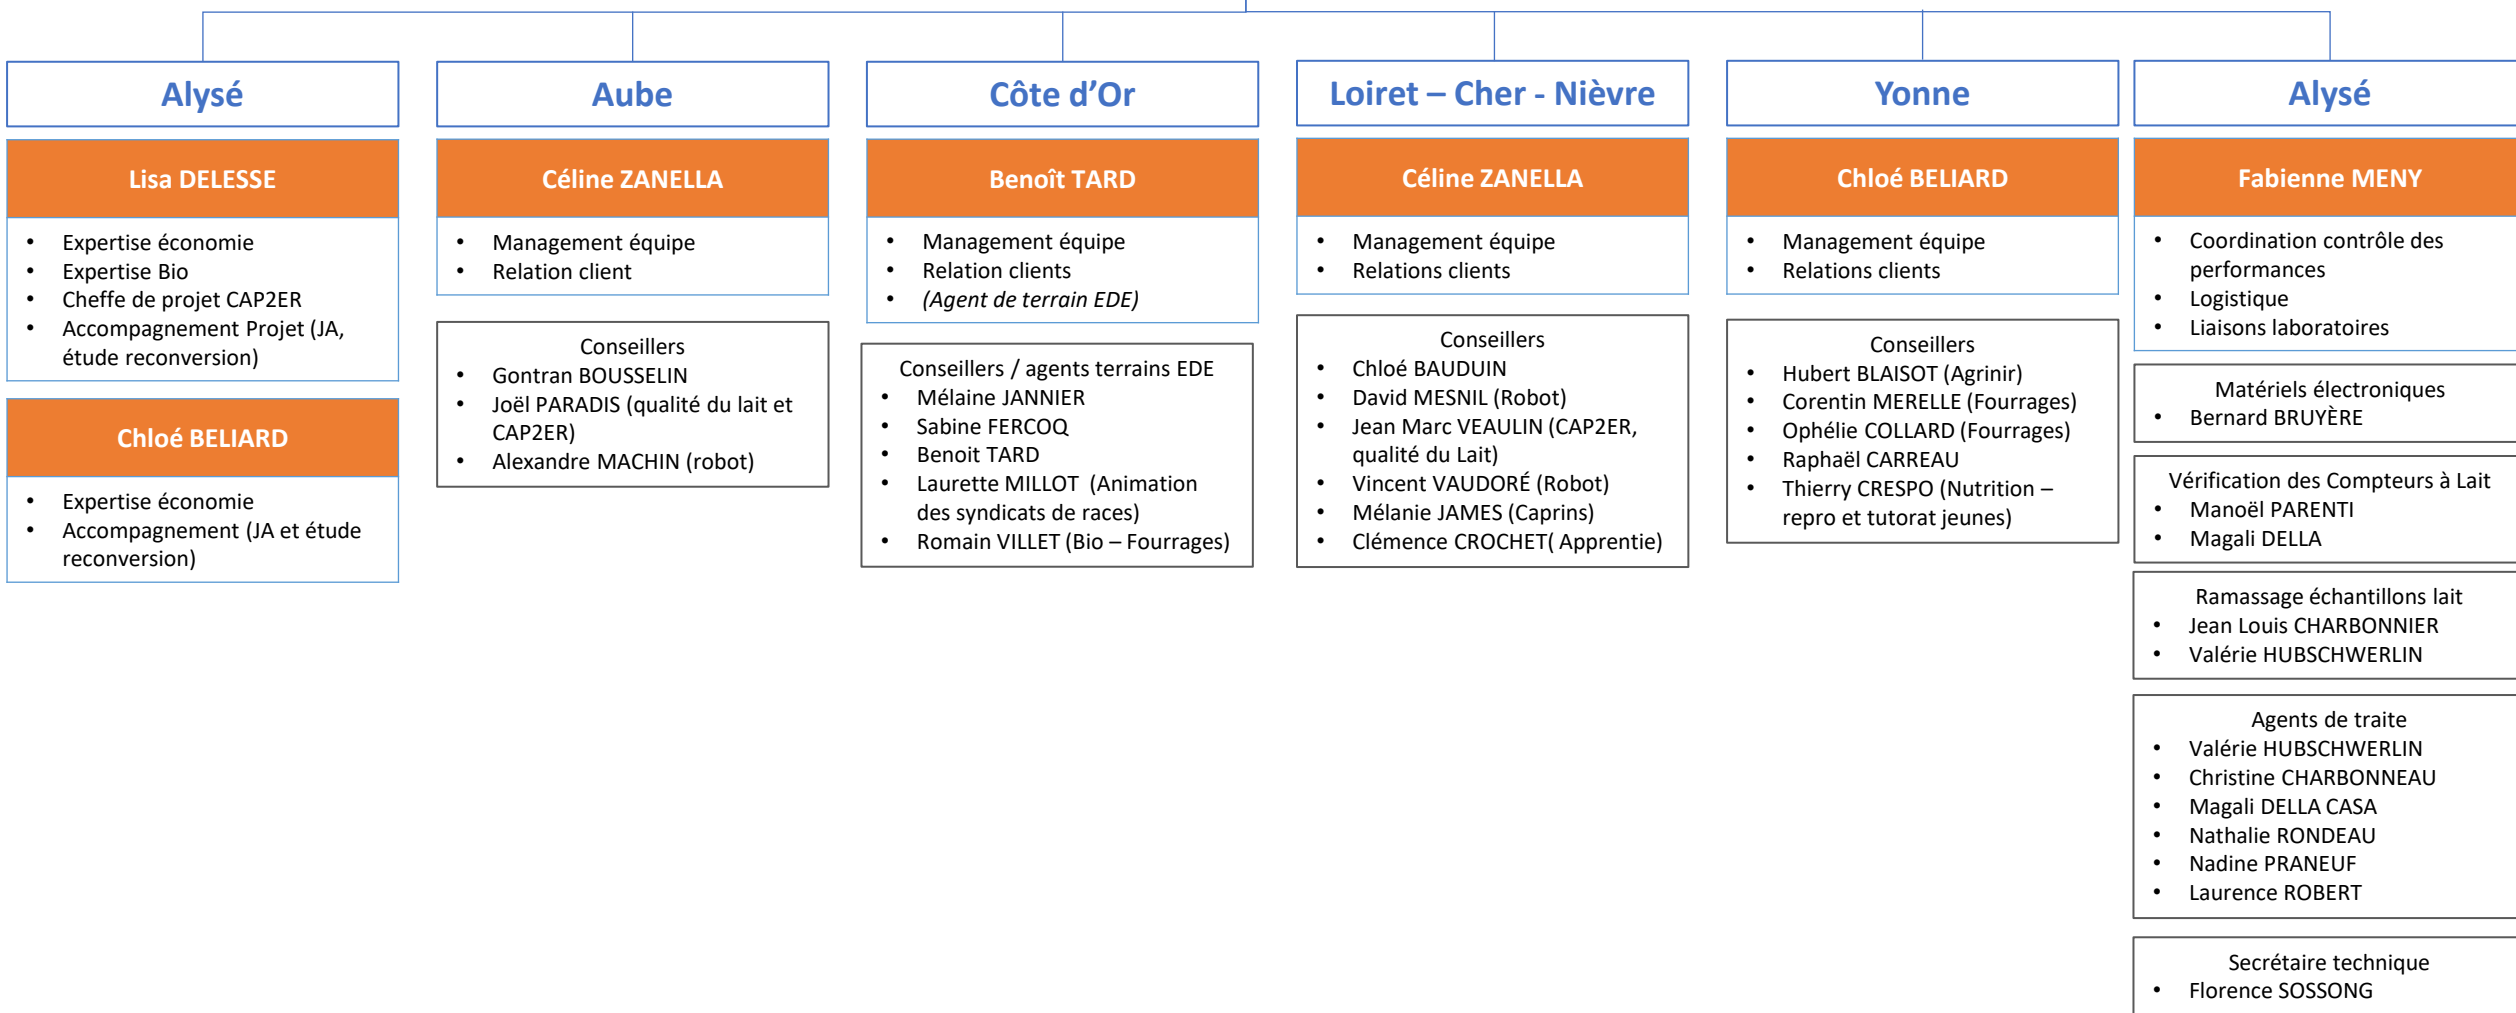 Alysé
Lisa DELESSE
• Expertise économie
• Expertise Bio
• Cheffe de projet CAP2ER
• Accompagnement Projet (JA,
étude reconversion)
Chloé BELIARD
• Expertise économie
• Accompagnement (JA et étude
reconversion)
Aube
Céline ZANELLA
• Management équipe
• Relation client
Conseillers
• Gontran BOUSSELIN
• Joël PARADIS (qualité du lait et
CAP2ER)
• Alexandre MACHIN (robot)
Côte d’Or
Benoît TARD
• Management équipe
• Relation clients
• (Agent de terrain EDE)
Conseillers / agents terrains EDE
• Mélaine JANNIER
• Sabine FERCOQ
• Benoit TARD
• Laurette MILLOT (Animation
des syndicats de races)
• Romain VILLET (Bio – Fourrages)
Loiret – Cher - Nièvre
Céline ZANELLA
• Management équipe
• Relations clients
Conseillers
• Chloé BAUDUIN
• David MESNIL (Robot)
• Jean Marc VEAULIN (CAP2ER,
qualité du Lait)
• Vincent VAUDORÉ (Robot)
• Mélanie JAMES (Caprins)
• Clémence CROCHET( Apprentie)
Yonne
Chloé BELIARD
• Management équipe
• Relations clients
Conseillers
• Hubert BLAISOT (Agrinir)
• Corentin MERELLE (Fourrages)
• Ophélie COLLARD (Fourrages)
• Raphaël CARREAU
• Thierry CRESPO (Nutrition –
repro et tutorat jeunes)
Alysé
Fabienne MENY
• Coordination contrôle des
performances
• Logistique
• Liaisons laboratoires
Matériels électroniques
• Bernard BRUYÈRE
Vérification des Compteurs à Lait
• Manoël PARENTI
• Magali DELLA
Ramassage échantillons lait
• Jean Louis CHARBONNIER
• Valérie HUBSCHWERLIN
Agents de traite
• Valérie HUBSCHWERLIN
• Christine CHARBONNEAU
• Magali DELLA CASA
• Nathalie RONDEAU
• Nadine PRANEUF
• Laurence ROBERT
Secrétaire technique
• Florence SOSSONG